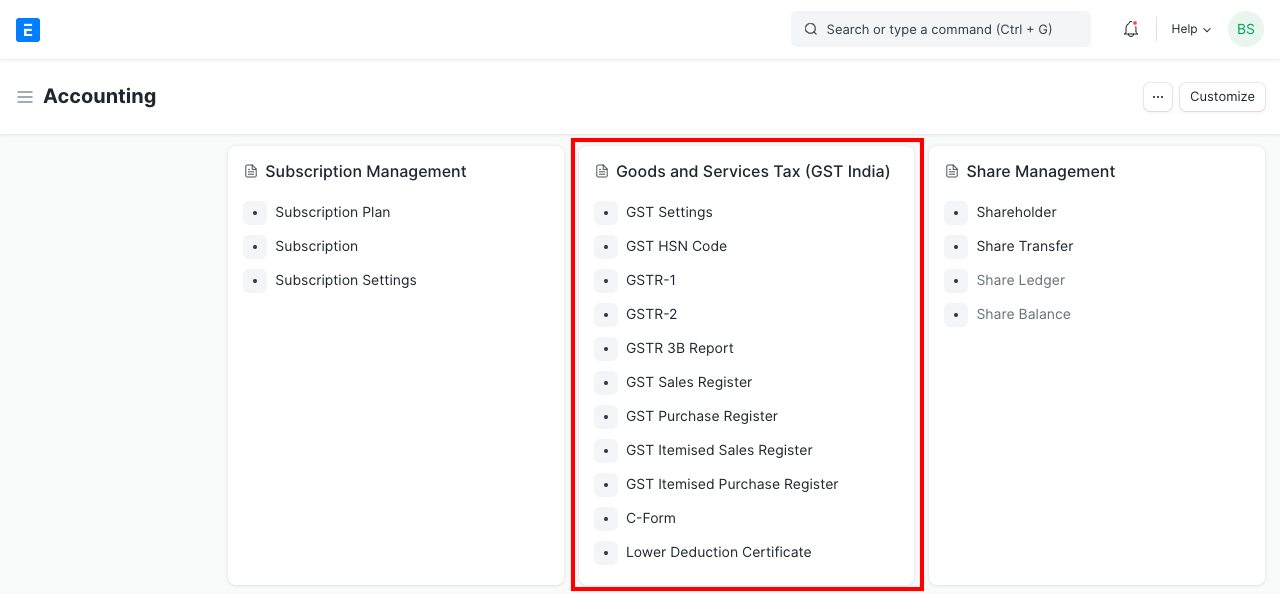 E
Search or type a command (Ctrl + G)
Help
BS
Accounting
...
Customize
Subscription Management
Subscription Plan
Subscription
Subscription Settings
Goods and Services Tax (GST India)
GST Settings
GST HSN Code
GSTR-1
GSTR-2
GSTR 3B Report
GST Sales Register
GST Purchase Register
GST Itemised Sales Register
GST Itemised Purchase Register
C-Form
Lower Deduction Certificate
Share Management
Shareholder
Share Transfer
Share Ledger
Share Balance